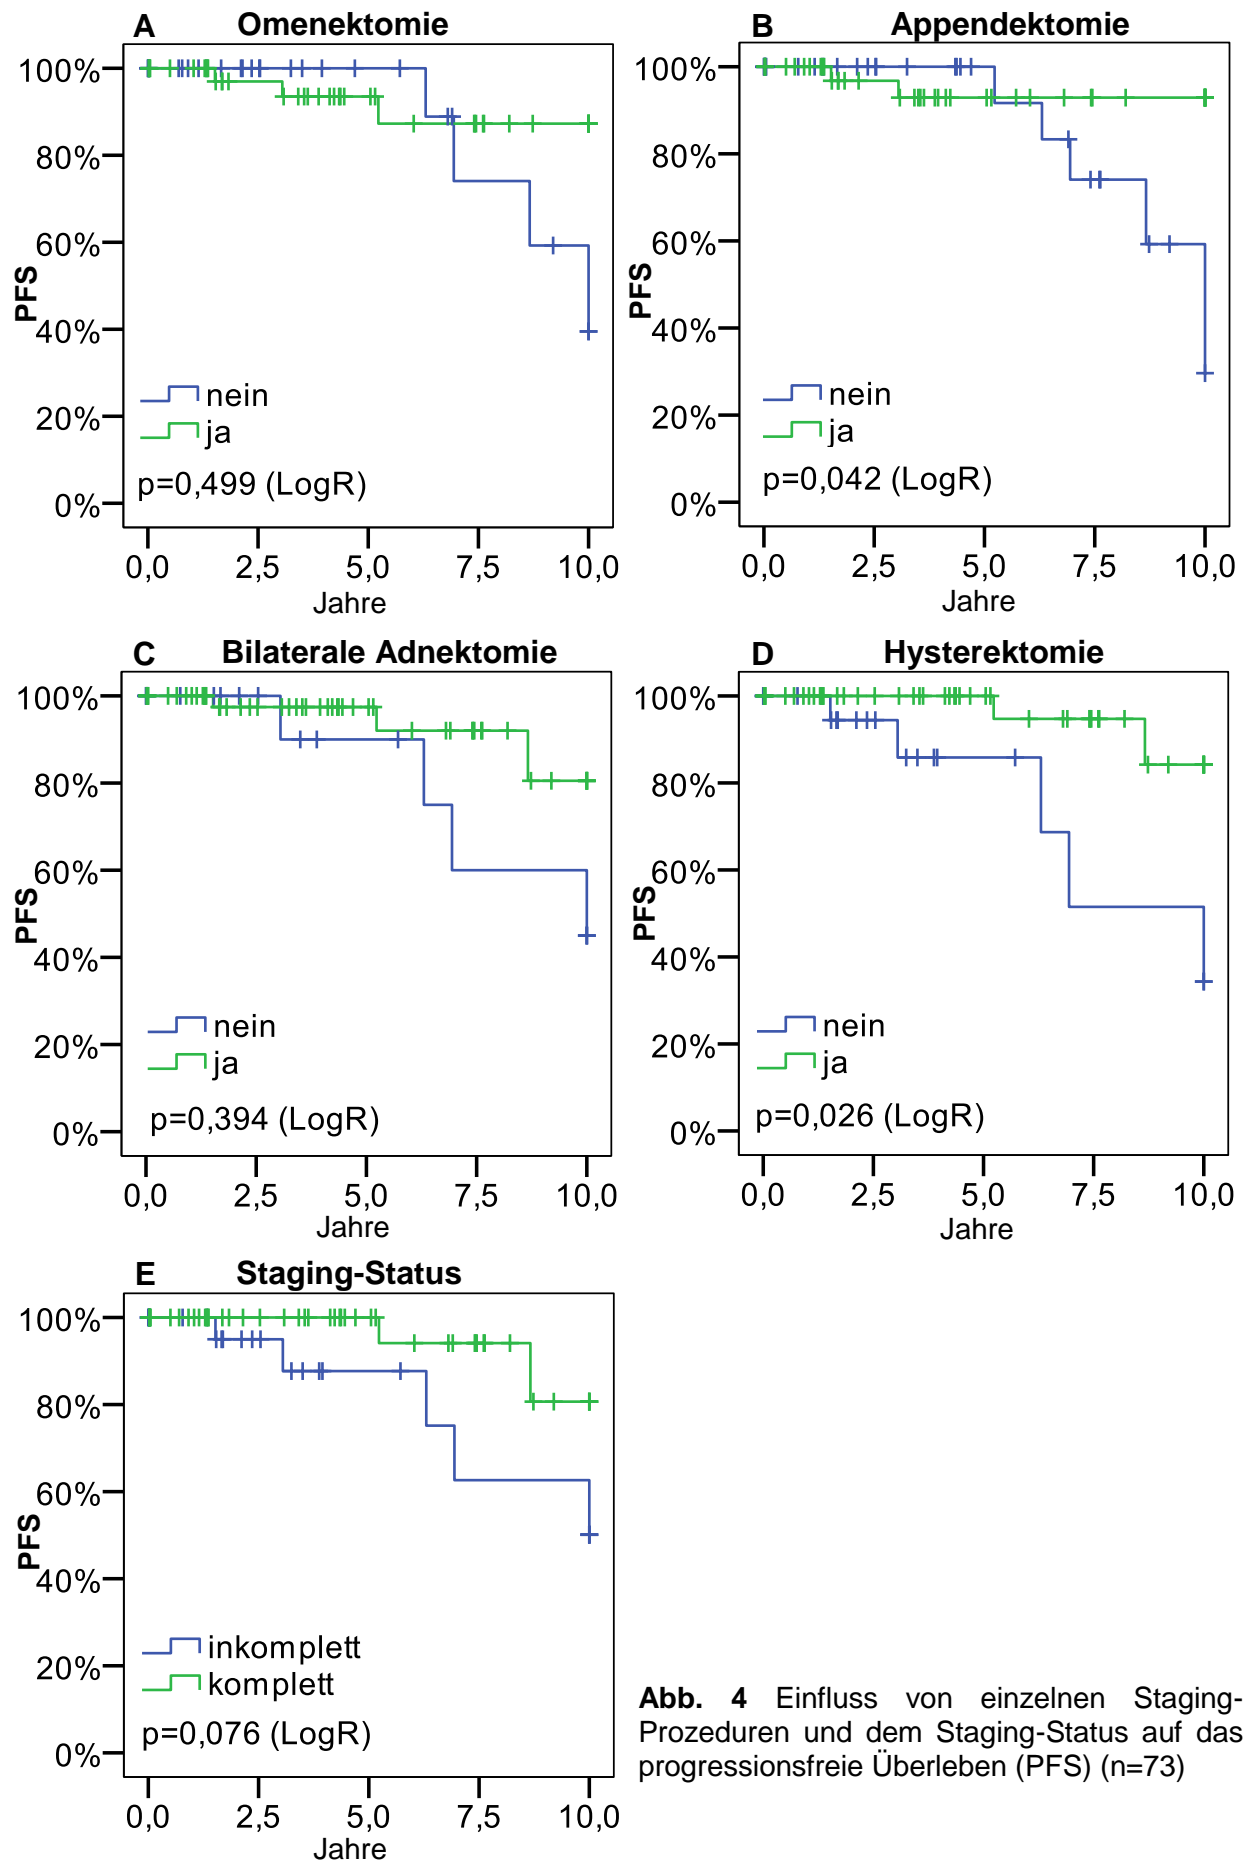 A Omenektomie
100%
80%
60%
40%
20%
0%
PFS
nein
ja
p=0,499 (LogR)
0,0 2,5 5,0 7,5 10,0
Jahre
B Appendektomie
100%
80%
60%
40%
20%
0%
PFS
nein
ja
p=0,042 (LogR)
0,0 2,5 5,0 7,5 10,0
Jahre
C Bilaterale Adnektomie
100%
80%
60%
40%
20%
0%
PFS
nein
ja
p=0,394 (LogR)
0,0 2,5 5,0 7,5 10,0
Jahre
D Hysterektomie
100%
80%
60%
40%
20%
0%
PFS
nein
ja
p=0,026 (LogR)
0,0 2,5 5,0 7,5 10,0
Jahre
E Staging-Status
100%
80%
60%
40%
20%
0%
PFS
inkomplett
komplett
p=0,076 (LogR)
0,0 2,5 5,0 7,5 10,0
Jahre
Abb. 4 Einfluss von einzelnen Staging-
Prozeduren und dem Staging-Status auf das
progressionsfreie Überleben (PFS) (n=73)